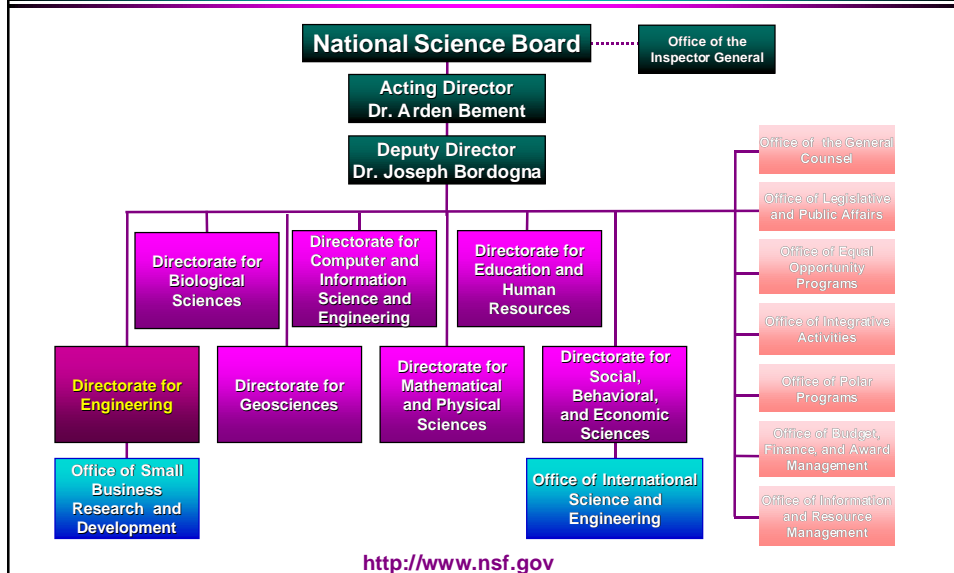 National Science Board
Office of the
Inspector General
Acting Director
Dr. Arden Bement
Deputy Director
Dr. Joseph Bordogna
Office of the General
Counsel
Office of Legislative
and Public Affairs
Office of Equal
Opportunity
Programs
Office of Integrative
Activities
Office of Polar
Programs
Office of Budget,
Finance, and Award
Management
Office of Information
and Resource
Management
Directorate for
Biological
Sciences
Directorate for
Computer and
Information
Science and
Engineering
Directorate for
Education and
Human
Resources
Directorate for
Engineering
Directorate for
Geosciences
Directorate for
Mathematical
and Physical
Sciences
Directorate for
Social,
Behavioral,
and Economic
Sciences
Office of Small
Business
Research and
Development
Office of International
Science and
Engineering
http://www.nsf.gov